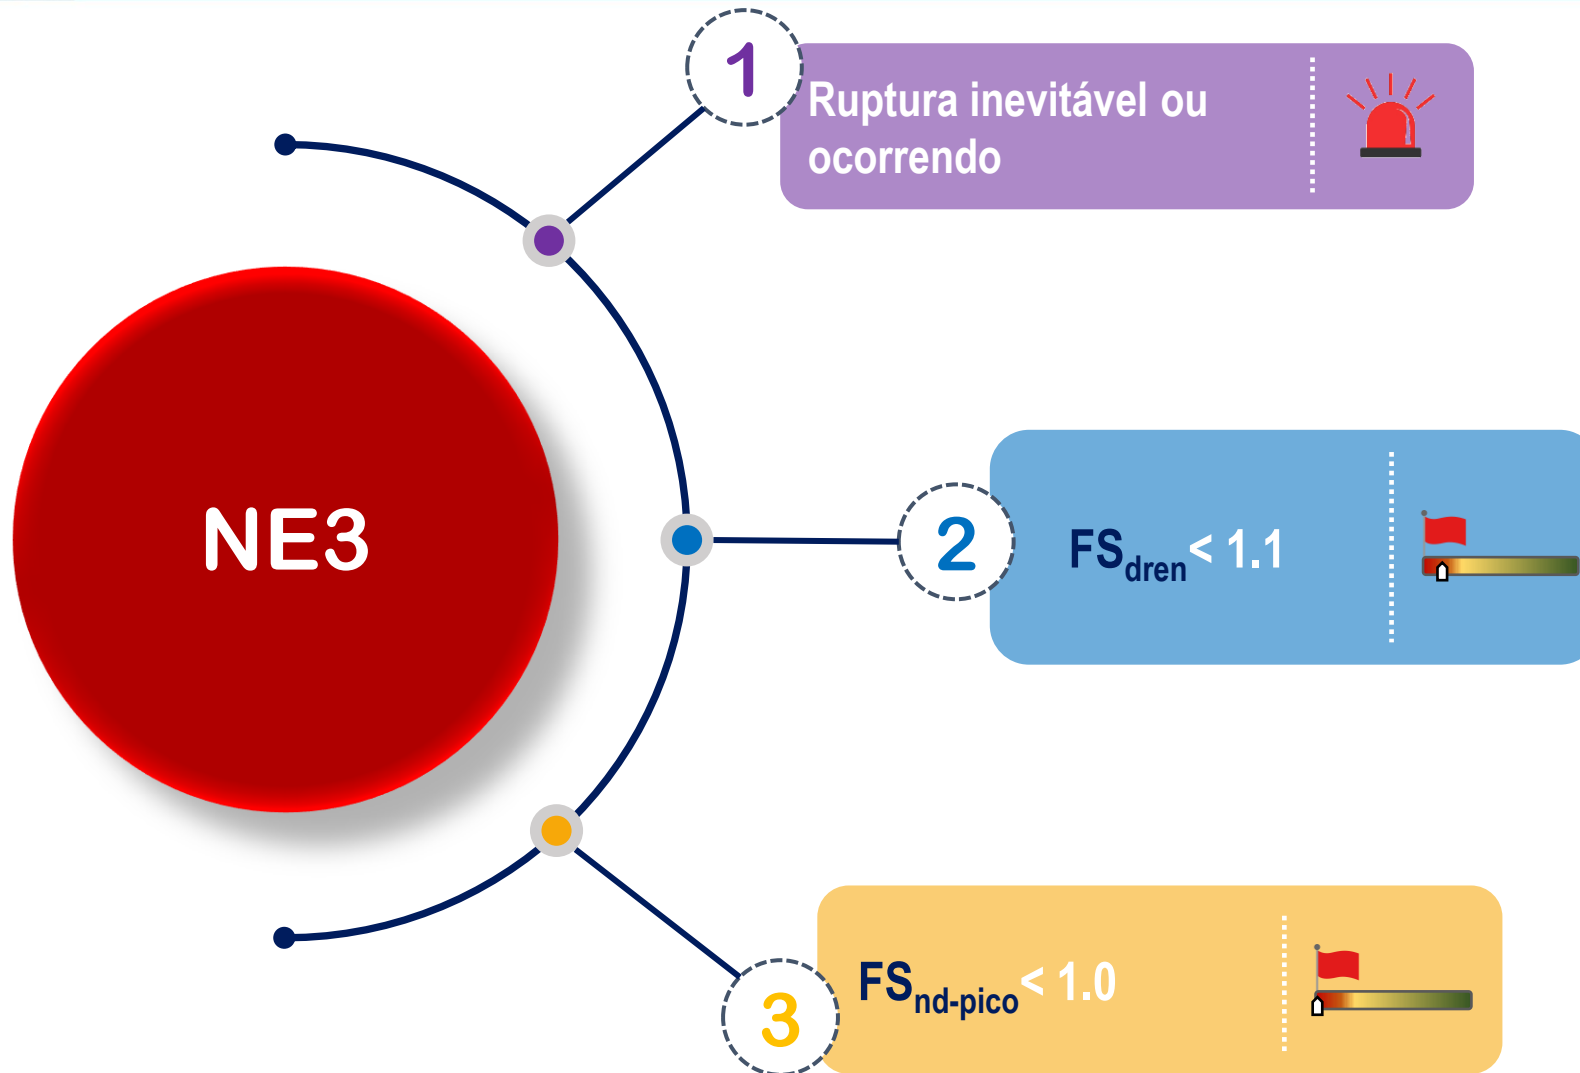 1
Ruptura inevitável ou
ocorrendo
NE3
2
FSdren < 1.1
3
FSnd-pico < 1.0